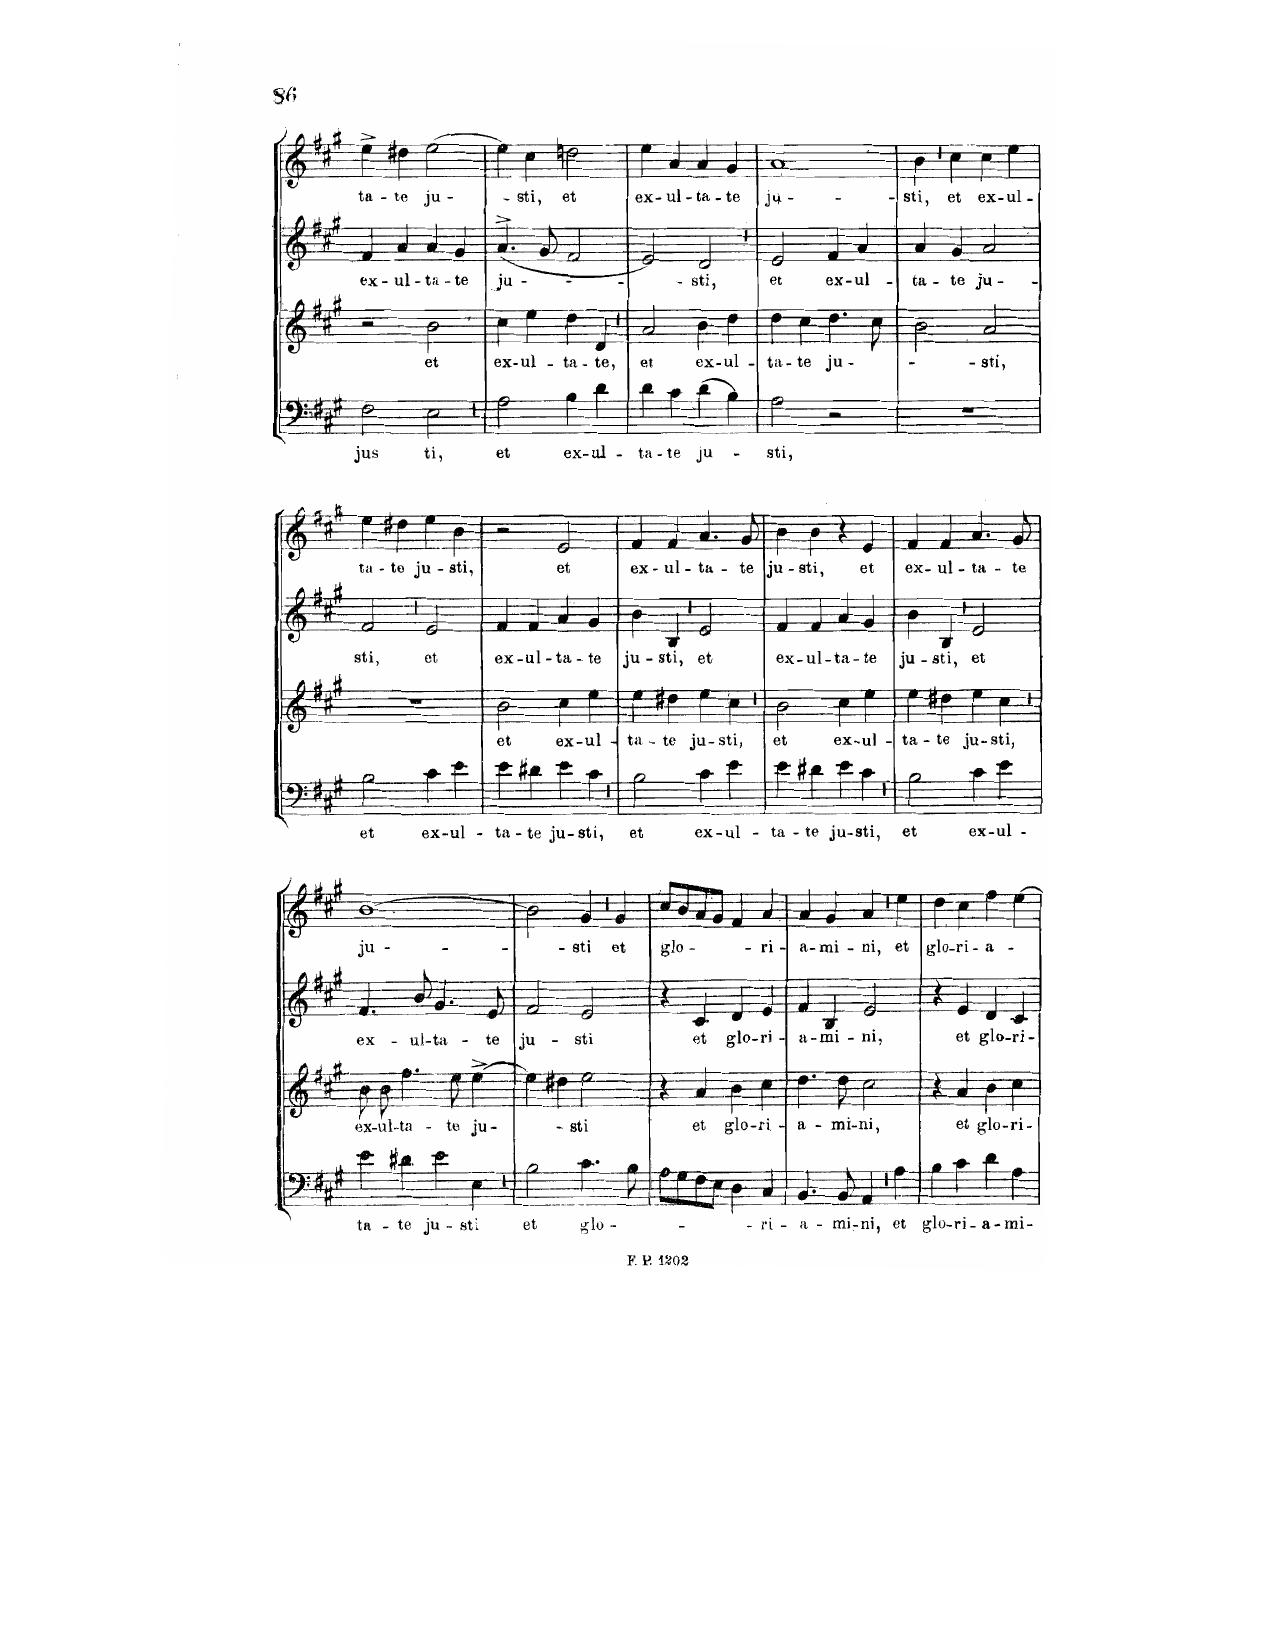 86
ta - te ju - - sti, et ex - ul - ta - te ju - - - sti, et ex - ul -
ex - ul - ta - te ju - - - - sti, et ex - ul - ta - te ju - -
et ex - ul - ta - te, et ex - ul - ta - te ju - - - - sti,
jus ti, et ex - ul - ta - te ju - sti,
ta - te ju - sti, et ex - ul - ta - te ju - sti, et ex - ul - ta - te
sti, et ex - ul - ta - te ju - sti, et ex - ul - ta - te ju - sti, et
et ex - ul - ta - te ju - sti, et ex - ul - ta - te ju - sti,
et ex - ul - ta - te ju - sti, et ex - ul - ta - te ju - sti, et ex - ul -
ju - - - - sti et glo - - - ri - a - mi - ni, et glo - ri - a -
ex - ul - ta - te ju - sti et glo - ri - a - mi - ni, et glo - ri -
ex - ul - ta - te ju - - - sti et glo - ri - a - mi - ni, et glo - ri -
ta - te ju - sti et glo - - - ri - a - mi - ni, et glo - ri - a - mi -
F. P. 1202